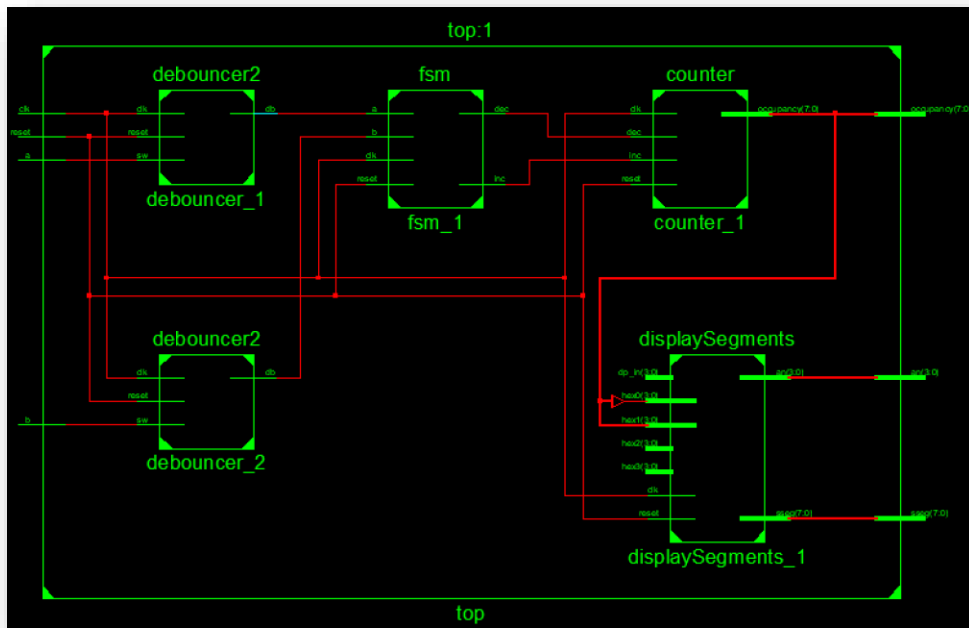 top:1
debouncer2
fsm
counter
clk
reset
a
clk
reset
sw
db
a
b
clk
reset
dec
inc
clk
dec
inc
reset
occupancy(7:0)
occupancy(7:0)
debouncer_1
fsm_1
counter_1
debouncer2
displaySegments
b
clk
reset
sw
db
dp_in(3:0)
hex0(3:0)
hex1(3:0)
hex2(3:0)
hex3(3:0)
clk
reset
an(3:0)
an(3:0)
sseg(7:0)
sseg(7:0)
debouncer_2
displaySegments_1
top